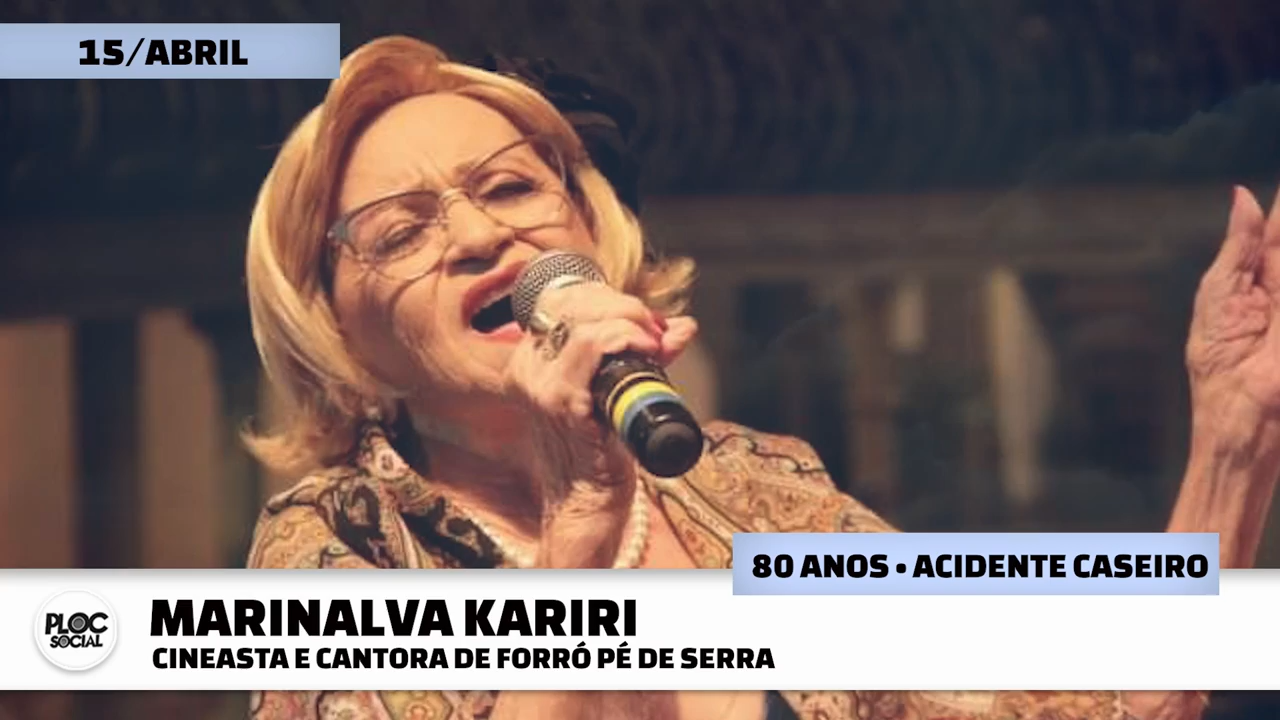 15/ABRIL
80 ANOS • ACIDENTE CASEIRO
PLOC
SOCIAL
MARINALVA KARIRI
CINEASTA E CANTORA DE FORRÓ PÉ DE SERRA